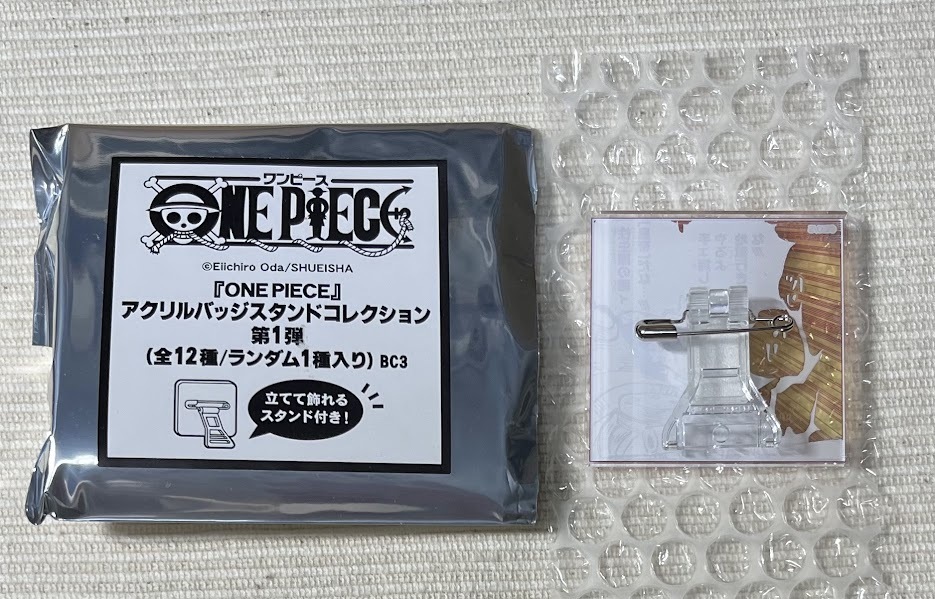 ワンピース
ONE PIECE
©Eiichiro Oda/SHUEISHA
『ONE PIECE』
アクリルバッジスタンドコレクション
第1弾
(全12種/ランダム1種入り) BC3
立てて飾れる
スタンド付き!